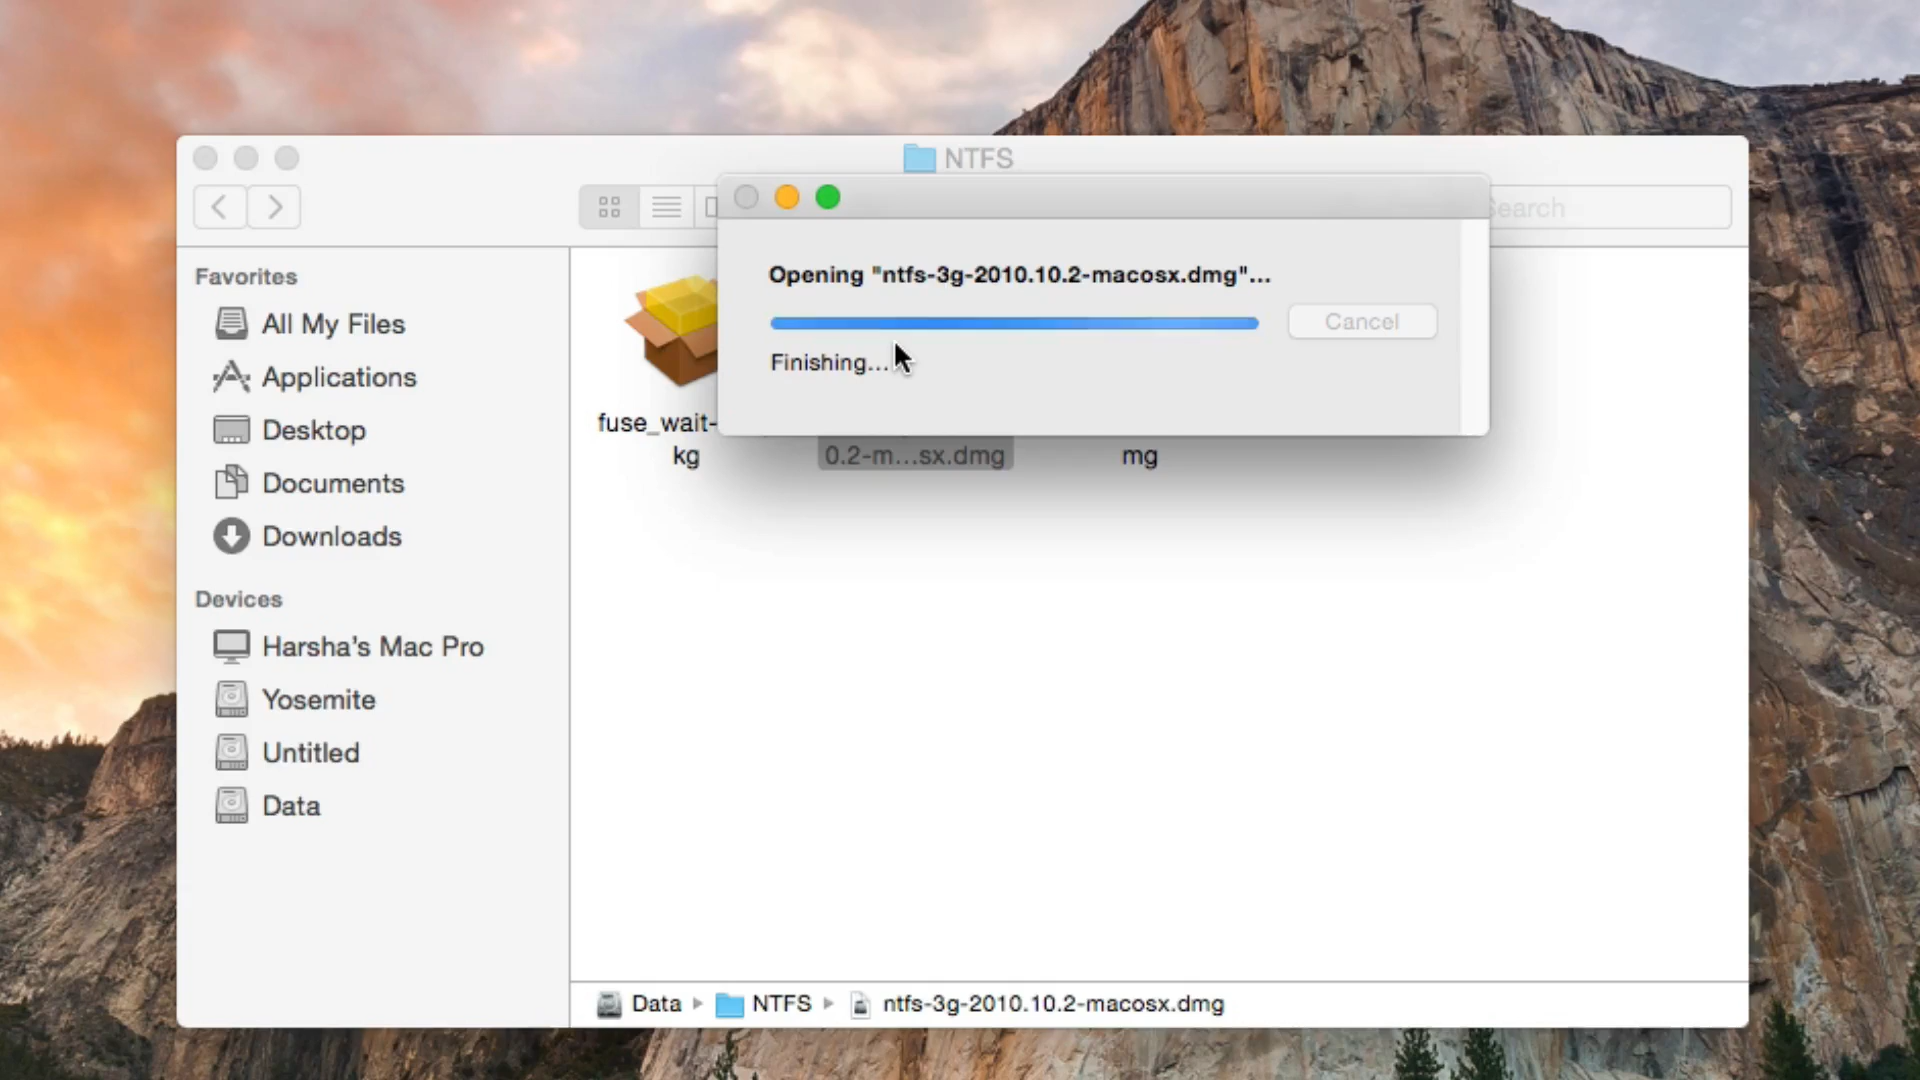 NTFS
Search
Opening "ntfs-3g-2010.10.2-macosx.dmg"...
Cancel
Finishing...
Favorites
All My Files
Applications
Desktop
Documents
Downloads
Devices
Harsha's Mac Pro
Yosemite
Untitled
Data
fuse_wait-
kg
0.2-m...sx.dmg
mg
Data
NTFS
ntfs-3g-2010.10.2-macosx.dmg